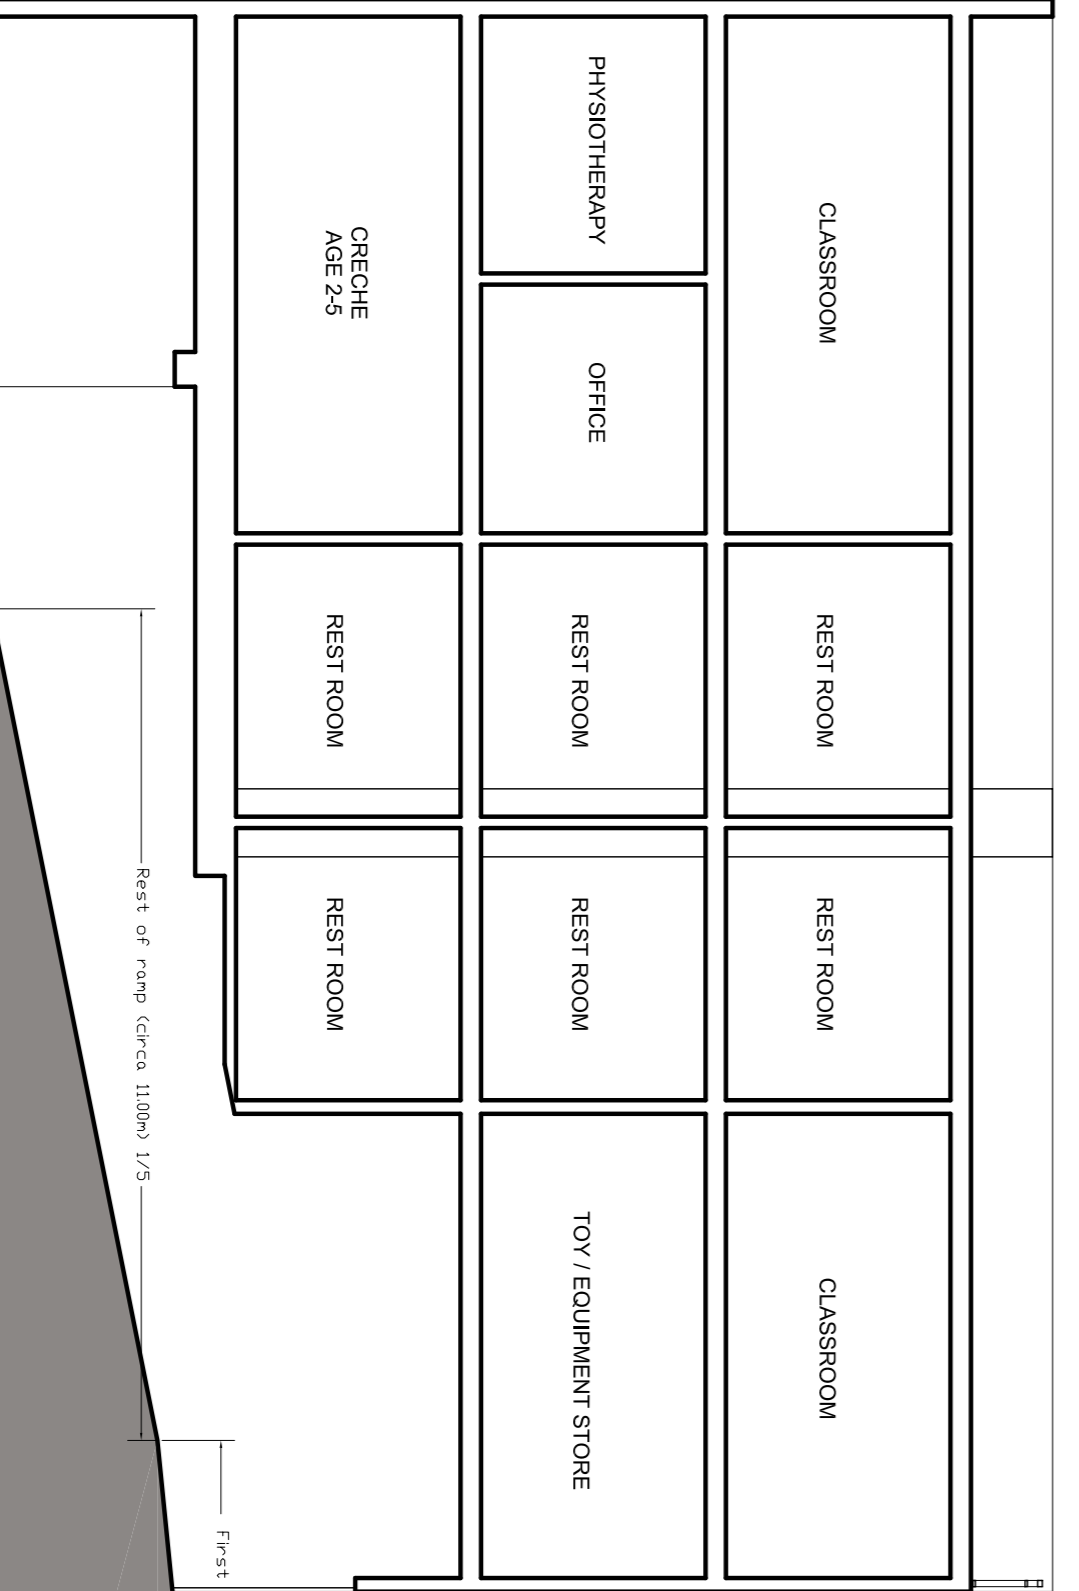 CLASSROOM
REST ROOM
REST ROOM
CLASSROOM
PHYSIOTHERAPY
OFFICE
REST ROOM
REST ROOM
TOY / EQUIPMENT STORE
CRECHE
AGE 2-5
REST ROOM
REST ROOM
First
Rest of ramp (circa 11.00m) 1/5